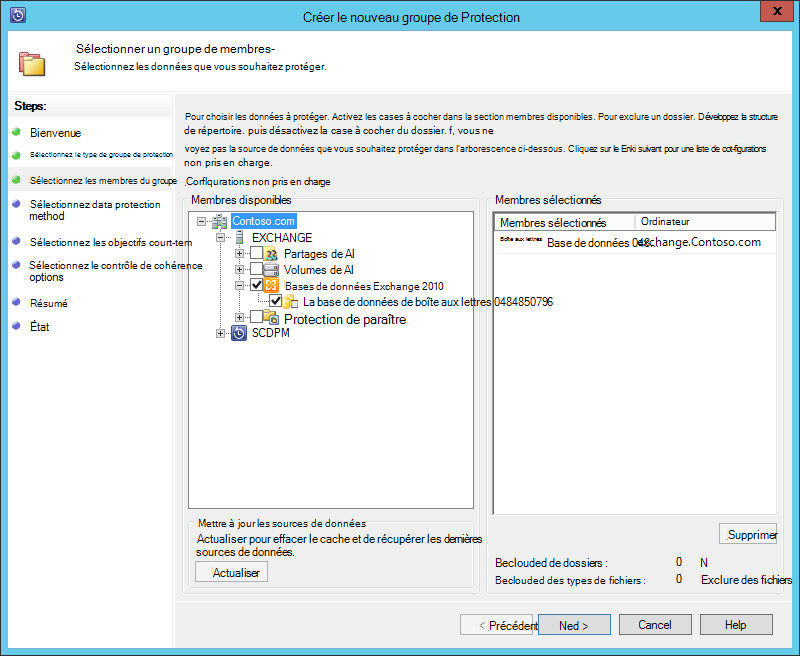 Créer le nouveau groupe de Protection
x
Sélectionner un groupe de membres-
Sélectionnez les données que vous souhaitez protéger.
Steps:
Bienvenue
Sélectionnez le type de groupe de protection
Sélectionnez les membres du groupe
Sélectionnez data protection
method
Sélectionnez les objectifs court-tem
Sélectionnez le contrôle de cohérence
options
Résumé
État
Pour choisir les données à protéger. Activez les cases à cocher dans la section membres disponibles. Pour exclure un dossier. Développez la structure
de répertoire. puis désactivez la case à cocher du dossier. f, vous ne
voyez pas la source de données que vous souhaitez protéger dans l'arborescence ci-dessous. Cliquez sur le Enki suivant pour une liste de cot-figurations
non pris en charge.
.Corflqurations non pris en charge
Membres disponibles
Contoso.com
EXCHANGE
Partages de AI
Volumes de AI
Bases de données Exchange 2010
La base de données de boîte aux lettres 0484850796
Protection de paraître
SCDPM
Mettre à jour les sources de données
Actualiser pour effacer le cache et de récupérer les dernières
sources de données.
Actualiser
Membres sélectionnés
Membres sélectionnés Ordinateur
Boîte aux lettres Base de données 048. exchange.Contoso.com
Supprimer
Beclouded de dossiers : 0 N
Beclouded des types de fichiers : 0 Exclure des fichiers
< Précédent Ned > Cancel Help